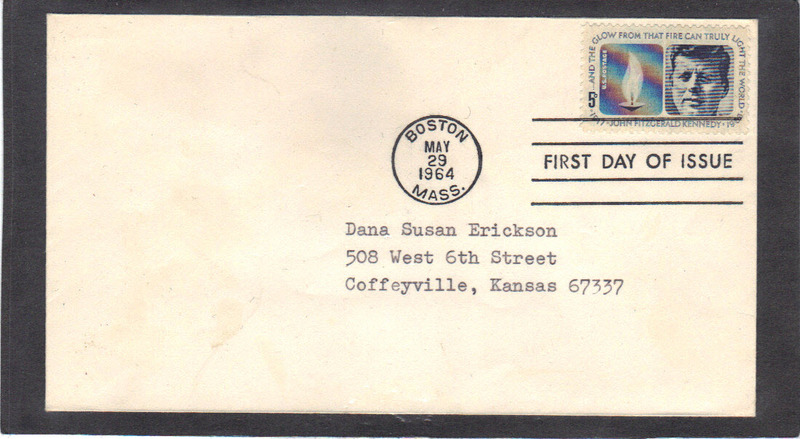 ...AND THE GLOW FROM THAT FIRE CAN TRULY LIGHT THE WORLD
U.S. POSTAGE
5¢
JOHN FITZGERALD KENNEDY
BOSTON
MAY
29
1964
MASS.
FIRST DAY OF ISSUE
Dana Susan Erickson
508 West 6th Street
Coffeyville, Kansas 67337